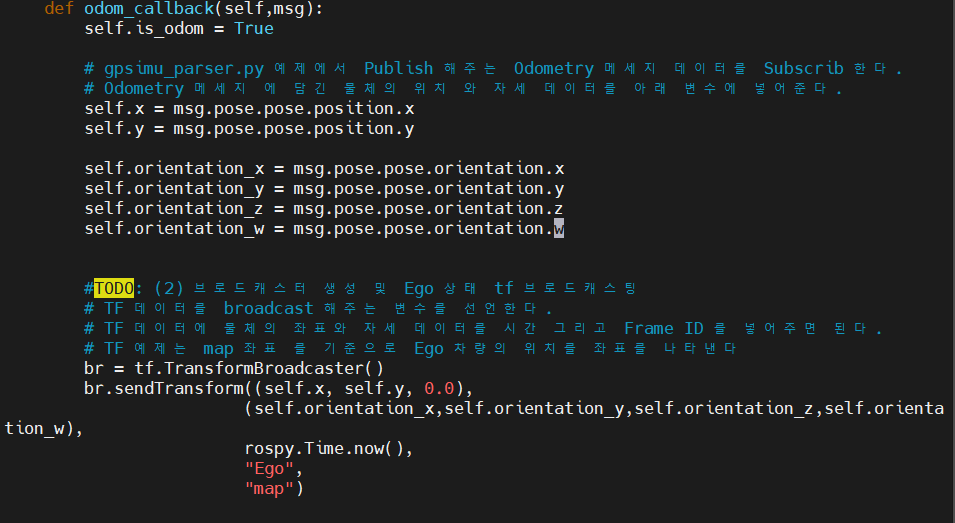 def odom_callback(self,msg):
self.is_odom = True
# gpsimu_parser.py 예제에서 Publish 해주는 Odometry 메세지 데이터를 Subscrib 한다.
# Odometry 메세지 에 담긴 물체의 위치 와 자세 데이터를 아래 변수에 넣어준다.
self.x = msg.pose.pose.position.x
self.y = msg.pose.pose.position.y
self.orientation_x = msg.pose.pose.orientation.x
self.orientation_y = msg.pose.pose.orientation.y
self.orientation_z = msg.pose.pose.orientation.z
self.orientation_w = msg.pose.pose.orientation.w
#TODO: (2) 브로드캐스터 생성 및 Ego 상태 tf 브로드캐스팅
# TF 데이터를 broadcast 해주는 변수를 선언한다.
# TF 데이터에 물체의 좌표와 자세 데이터를 시간 그리고 Frame ID 를 넣어주면 된다.
# TF 예제는 map 좌표 를 기준으로 Ego 차량의 위치를 좌표를 나타낸다
br = tf.TransformBroadcaster()
br.sendTransform((self.x, self.y, 0.0),
(self.orientation_x,self.orientation_y,self.orientation_z,self.orienta
tion_w),
rospy.Time.now(),
"Ego",
"map")